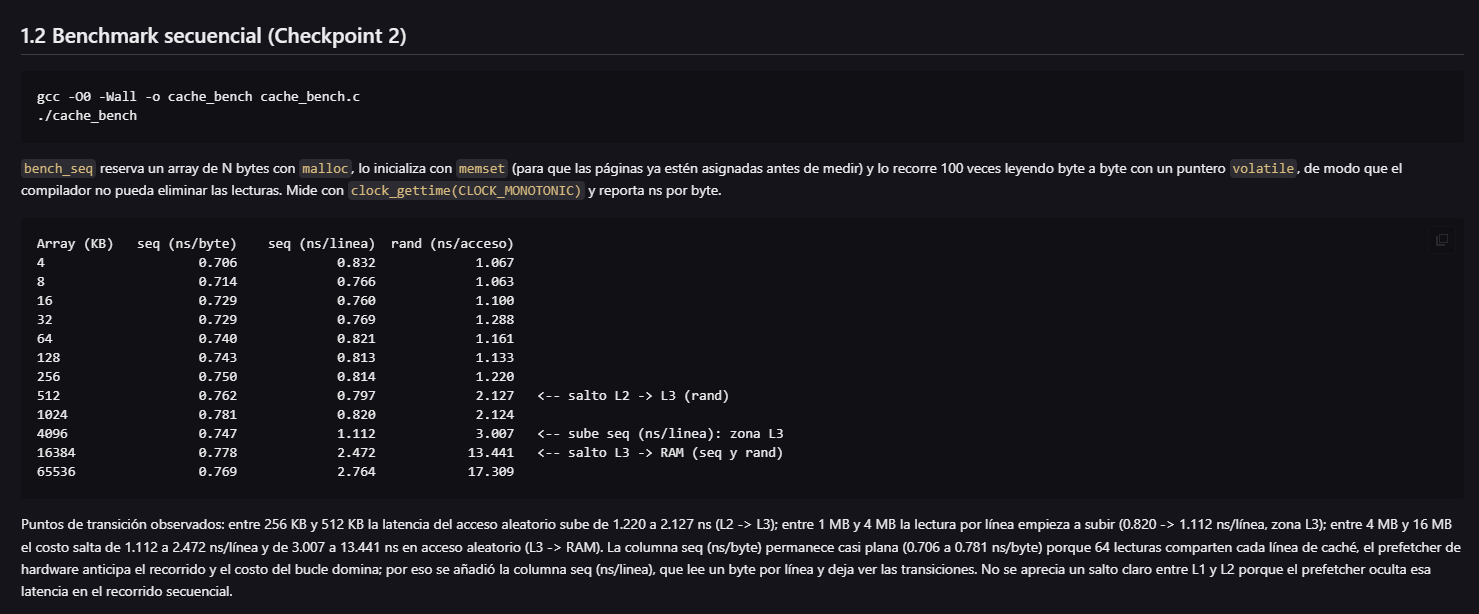 1.2 Benchmark secuencial (Checkpoint 2)
gcc -O0 -Wall -o cache_bench cache_bench.c
./cache_bench
bench_seq reserva un array de N bytes con malloc, lo inicializa con memset (para que las páginas ya estén asignadas antes de medir) y lo recorre 100 veces leyendo byte a byte con un puntero volatile, de modo que el
compilador no pueda eliminar las lecturas. Mide con clock_gettime(CLOCK_MONOTONIC) y reporta ns por byte.
Array (KB)   seq (ns/byte)    seq (ns/linea)  rand (ns/acceso)
4                    0.706             0.832             1.067
8                    0.714             0.766             1.063
16                   0.729             0.760             1.100
32                   0.729             0.769             1.288
64                   0.740             0.821             1.161
128                  0.743             0.813             1.133
256                  0.750             0.814             1.220
512                  0.762             0.797             2.127   <-- salto L2 -> L3 (rand)
1024                 0.781             0.820             2.124
4096                 0.747             1.112             3.007   <-- sube seq (ns/linea): zona L3
16384                0.778             2.472            13.441   <-- salto L3 -> RAM (seq y rand)
65536                0.769             2.764            17.309
Puntos de transición observados: entre 256 KB y 512 KB la latencia del acceso aleatorio sube de 1.220 a 2.127 ns (L2 -> L3); entre 1 MB y 4 MB la lectura por línea empieza a subir (0.820 -> 1.112 ns/línea, zona L3); entre 4 MB y 16 MB
el costo salta de 1.112 a 2.472 ns/línea y de 3.007 a 13.441 ns en acceso aleatorio (L3 -> RAM). La columna seq (ns/byte) permanece casi plana (0.706 a 0.781 ns/byte) porque 64 lecturas comparten cada línea de caché, el prefetcher de
hardware anticipa el recorrido y el costo del bucle domina; por eso se añadió la columna seq (ns/linea), que lee un byte por línea y deja ver las transiciones. No se aprecia un salto claro entre L1 y L2 porque el prefetcher oculta esa
latencia en el recorrido secuencial.